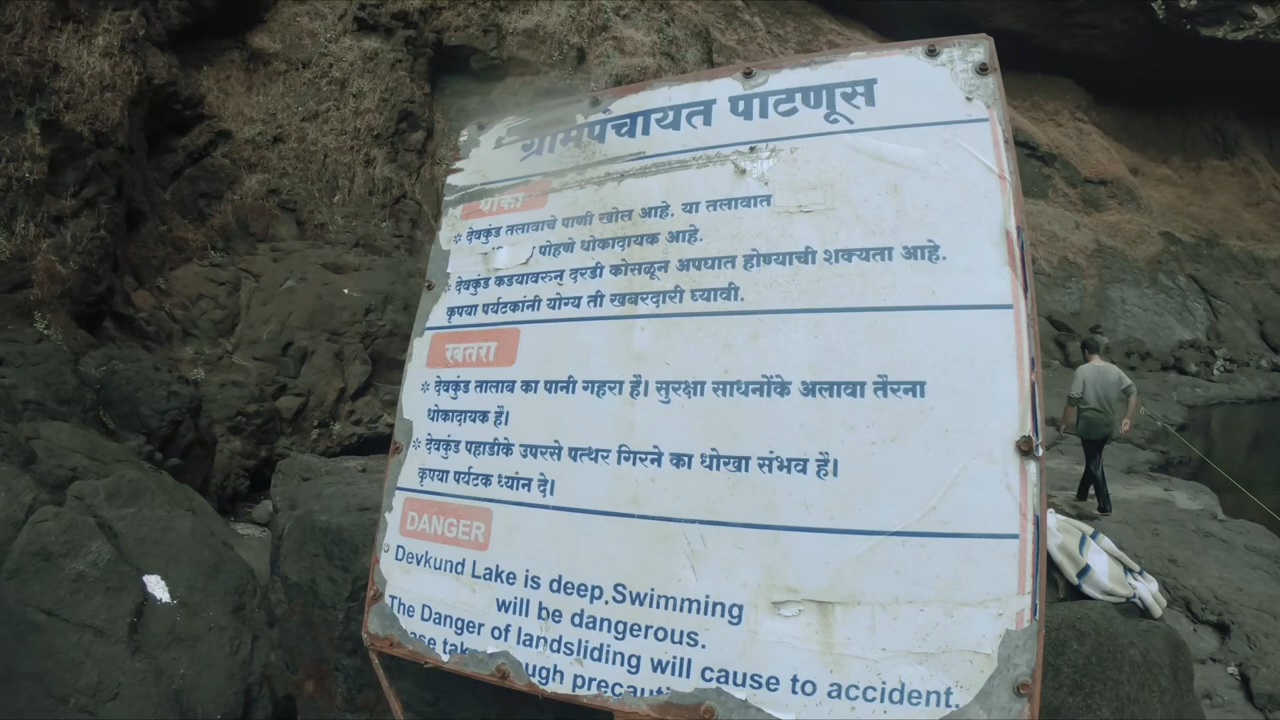 ग्रामपंचायत पाटणूस
धोका
* देवकुंड तलावाचे पाणी खोल आहे. या तलावात
पोहणे धोकादायक आहे.
* देवकुंड कडयावरुन दरडी कोसळून अपघात होण्याची शक्यता आहे.
कृपया पर्यटकांनी योग्य ती खबरदारी घ्यावी.
खतरा
* देवकुंड तालाब का पानी गहरा है। सुरक्षा साधनोंके अलावा तैरना
धोकादायक है।
* देवकुंड पहाडीके उपरसे पत्थर गिरने का धोखा संभव है।
कृपया पर्यटक ध्यांन दे।
DANGER
Devkund Lake is deep.Swimming
will be dangerous.
The Danger of landsliding will cause to accident.